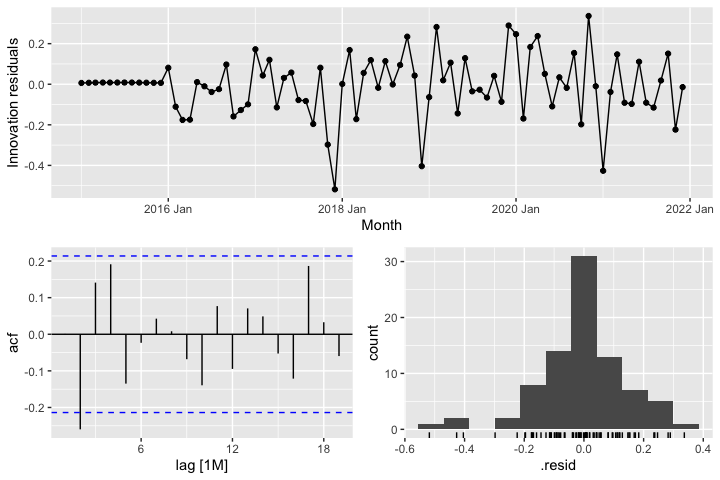 Innovation residuals
0.2
0.0
-0.2
-0.4
2016 Jan
2018 Jan
2020 Jan
2022 Jan
Month
acf
0.2
0.1
0.0
-0.1
-0.2
6
12
18
lag [1M]
count
30
20
10
0
-0.6
-0.4
-0.2
0.0
0.2
0.4
.resid